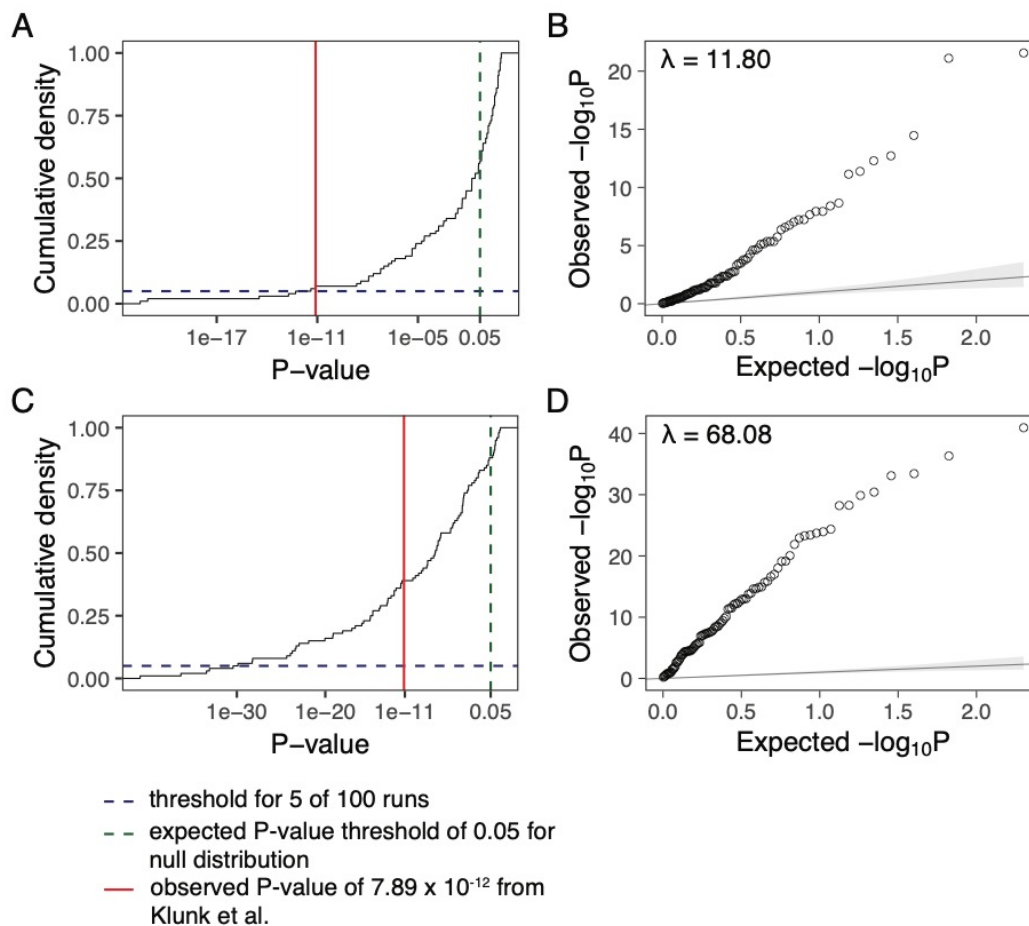 A
Cumulative density
1.00
0.75
0.50
0.25
0.00
1e−17
1e−11
1e−05
0.05
P−value
B
λ = 11.80
Observed −log10P
20
15
10
5
0
0.0
0.5
1.0
1.5
2.0
Expected −log10P
C
Cumulative density
1.00
0.75
0.50
0.25
0.00
1e−30
1e−20
1e−11
0.05
P−value
D
λ = 68.08
Observed −log10P
40
30
20
10
0
0.0
0.5
1.0
1.5
2.0
Expected −log10P
threshold for 5 of 100 runs
expected P-value threshold of 0.05 for
null distribution
observed P-value of 7.89 x 10-12 from
Klunk et al.